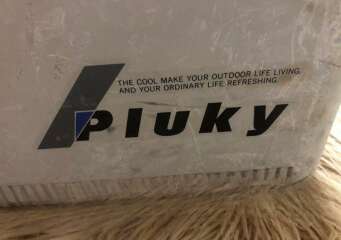 THE COOL MAKE YOUR OUTDOOR LIFE LIVING
AND YOUR ORDINARY LIFE REFRESHING.
Pluky